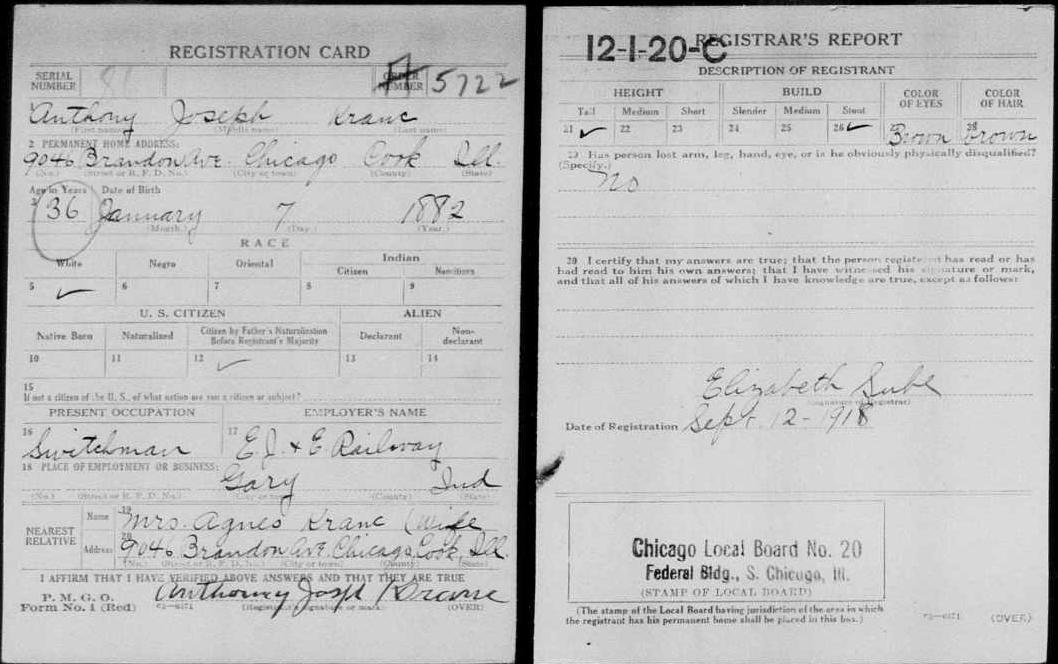 REGISTRATION CARD
SERIAL NUMBER 81 ORDER NUMBER A 5722
1 Anthony Joseph Kranc
(First name) (Middle name) (Last name)
2 PERMANENT HOME ADDRESS:
9046 Brandon Ave. Chicago Cook Ill.
(No.) (Street or R. F. D. No.) (City or town) (County) (State)
Age in Years Date of Birth
3 36 January 7 1882
(Month.) (Day.) (Year.)
RACE
White Negro Oriental Indian
Citizen Noncitizen
5 ✓ 6 7 8 9
U. S. CITIZEN ALIEN
Native Born Naturalized Citizen by Father's Naturalization Before Registrant's Majority Declarant Non-declarant
10 11 12 ✓ 13 14
15
If not a citizen of the U. S., of what nation are you a citizen or subject?
PRESENT OCCUPATION EMPLOYER'S NAME
16 Switchman 17 E. J. & E Railway
18 PLACE OF EMPLOYMENT OR BUSINESS:
Gary Ind
(No.) (Street or R. F. D. No.) (City or town) (County) (State)
NEAREST RELATIVE
Name 19 Mrs. Agnes Kranc (Wife
Address 20 9046 Brandon Ave. Chicago, Cook, Ill.
(No.) (Street or R. F. D. No.) (City or town) (County) (State)
I AFFIRM THAT I HAVE VERIFIED ABOVE ANSWERS AND THAT THEY ARE TRUE
P. M. G. O.
Form No. 1 (Red) Anthony Joseph Kranc
(Registrant's signature or mark) (OVER)
12-1-20-C
REGISTRAR'S REPORT
DESCRIPTION OF REGISTRANT
HEIGHT BUILD COLOR OF EYES COLOR OF HAIR
Tall Medium Short Slender Medium Stout
21 ✓ 22 23 24 25 26 ✓ 27 Brown 28 brown
29 Has person lost arm, leg, hand, eye, or is he obviously physically disqualified?
(Specify.)
no
30 I certify that my answers are true; that the person registered has read or has
had read to him his own answers; that I have witnessed his signature or mark,
and that all of his answers of which I have knowledge are true, except as follows:
Elizabeth
(Signature of Registrar)
Date of Registration Sept. 12 - 1918
Chicago Local Board No. 20
Federal Bldg., S. Chicago, Ill.
(STAMP OF LOCAL BOARD)
(The stamp of the Local Board having jurisdiction of the area in which
the registrant has his permanent home shall be placed in this box.)
(OVER)